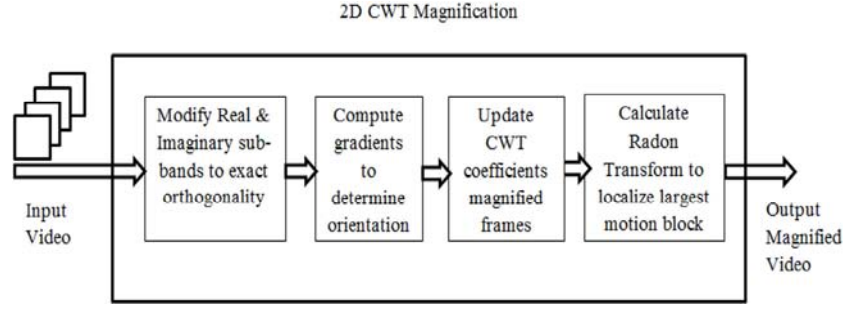 2D CWT Magnification
Input
Video
Modify Real &
Imaginary sub-
bands to exact
orthogonality
Compute
gradients
to
determine
orientation
Update
CWT
coefficients
magnified
frames
Calculate
Radon
Transform to
localize largest
motion block
Output
Magnified
Video